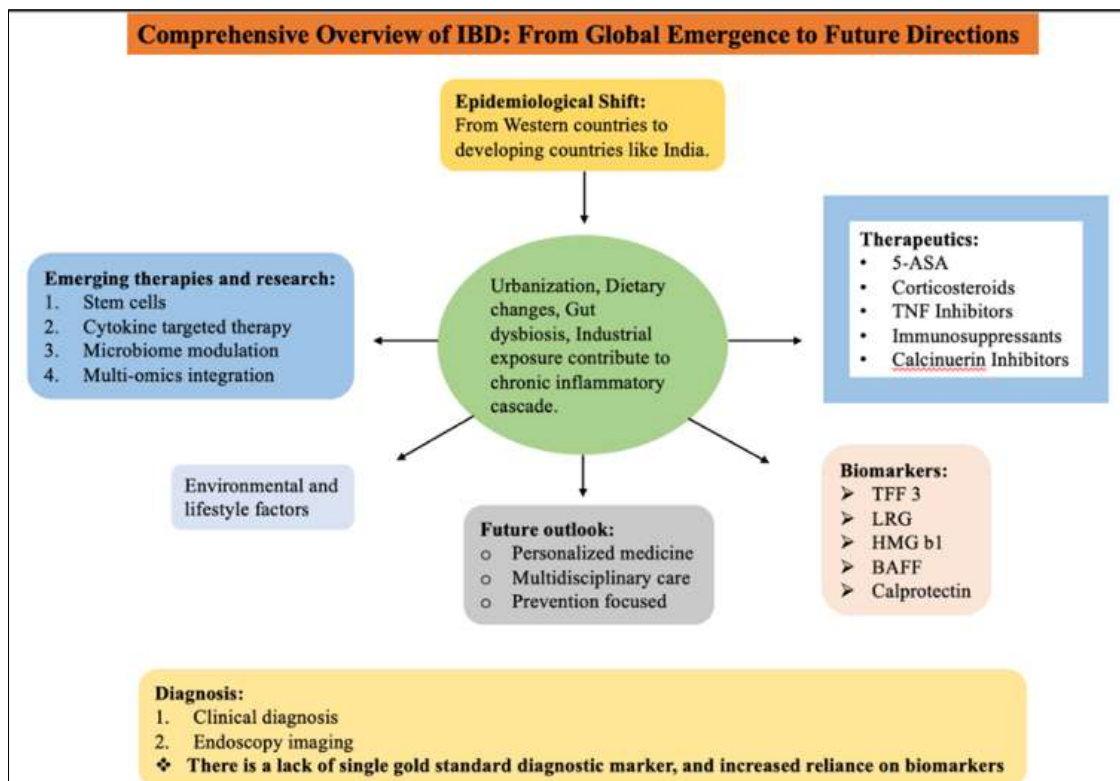 Comprehensive Overview of IBD: From Global Emergence to Future Directions
Epidemiological Shift:
From Western countries to
developing countries like India.
Emerging therapies and research:
1. Stem cells
2. Cytokine targeted therapy
3. Microbiome modulation
4. Multi-omics integration
Urbanization, Dietary
changes, Gut
dysbiosis, Industrial
exposure contribute to
chronic inflammatory
cascade.
Therapeutics:
• 5-ASA
• Corticosteroids
• TNF Inhibitors
• Immunosuppressants
• Calcinuerin Inhibitors
Environmental and
lifestyle factors
Future outlook:
o Personalized medicine
o Multidisciplinary care
o Prevention focused
Biomarkers:
➢ TFF 3
➢ LRG
➢ HMG b1
➢ BAFF
➢ Calprotectin
Diagnosis:
1. Clinical diagnosis
2. Endoscopy imaging
❖ There is a lack of single gold standard diagnostic marker, and increased reliance on biomarkers